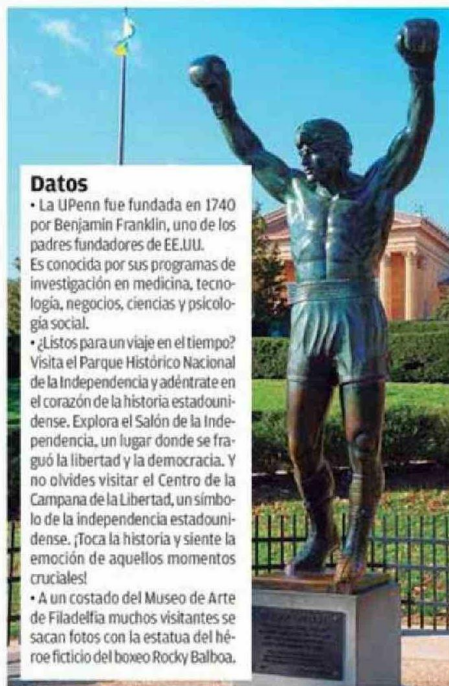 Datos
• La UPenn fue fundada en 1740
por Benjamin Franklin, uno de los
padres fundadores de EE.UU.
Es conocida por sus programas de
investigación en medicina, tecno-
logía, negocios, ciencias y psicolo-
gía social.
• ¿Listos para un viaje en el tiempo?
Visita el Parque Histórico Nacional
de la Independencia y adéntrate en
el corazón de la historia estadouni-
dense. Explora el Salón de la Inde-
pendencia, un lugar donde se fra-
guó la libertad y la democracia. Y
no olvides visitar el Centro de la
Campana de la Libertad, un símbo-
lo de la independencia estadouni-
dense. ¡Toca la historia y siente la
emoción de aquellos momentos
cruciales!
• A un costado del Museo de Arte
de Filadelfia muchos visitantes se
sacan fotos con la estatua del hé-
roe ficticio del boxeo Rocky Balboa.